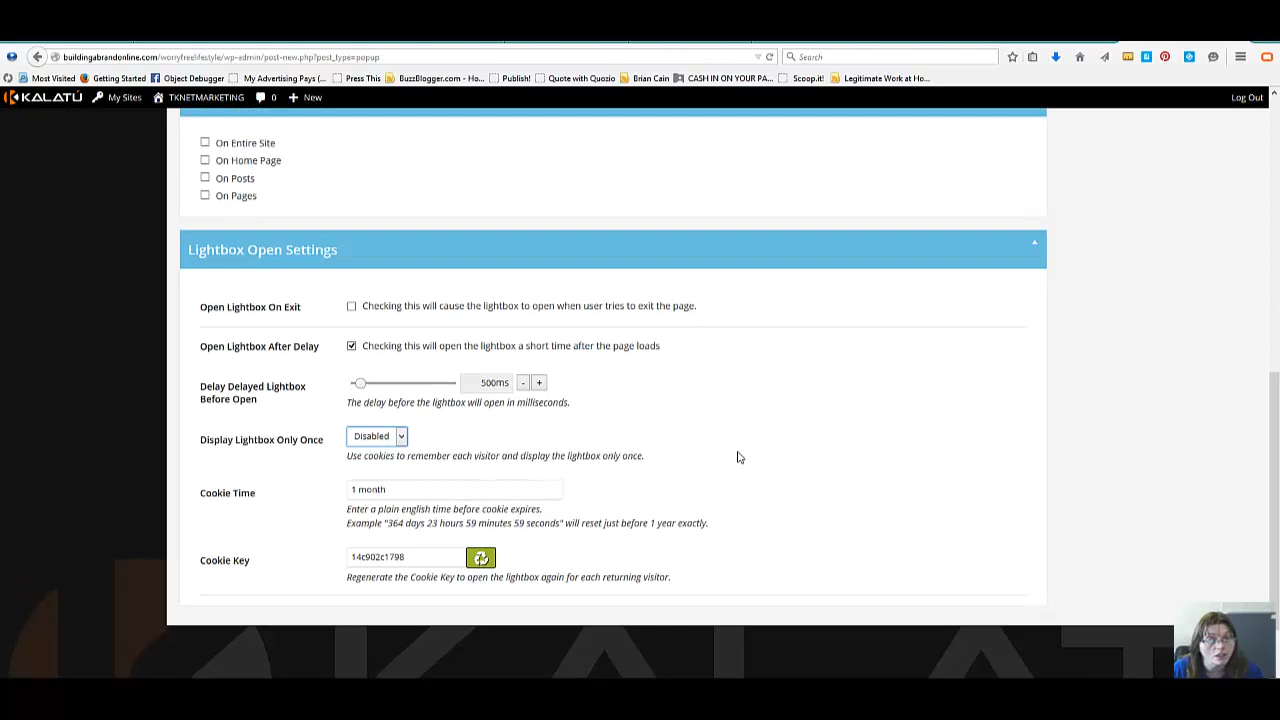 buildingabrandonline.com/worryfreelifestyle/wp-admin/post-new.php?post_type=popup
Search
Most Visited Getting Started Object Debugger My Advertising Pays (... Press This BuzzBlogger.com - Ho... Publish! Quote with Quozio Brian Cain CASH IN ON YOUR PA... Scoop.it! Legitimate Work at Ho...
KALATÚ My Sites TKNETMARKETING 0 + New Log Out
On Entire Site
On Home Page
On Posts
On Pages
Lightbox Open Settings
Open Lightbox On Exit Checking this will cause the lightbox to open when user tries to exit the page.
Open Lightbox After Delay Checking this will open the lightbox a short time after the page loads
Delay Delayed Lightbox Before Open 500ms - +
The delay before the lightbox will open in milliseconds.
Display Lightbox Only Once Disabled
Use cookies to remember each visitor and display the lightbox only once.
Cookie Time 1 month
Enter a plain english time before cookie expires.
Example "364 days 23 hours 59 minutes 59 seconds" will reset just before 1 year exactly.
Cookie Key 14c902c1798
Regenerate the Cookie Key to open the lightbox again for each returning visitor.
KALATU